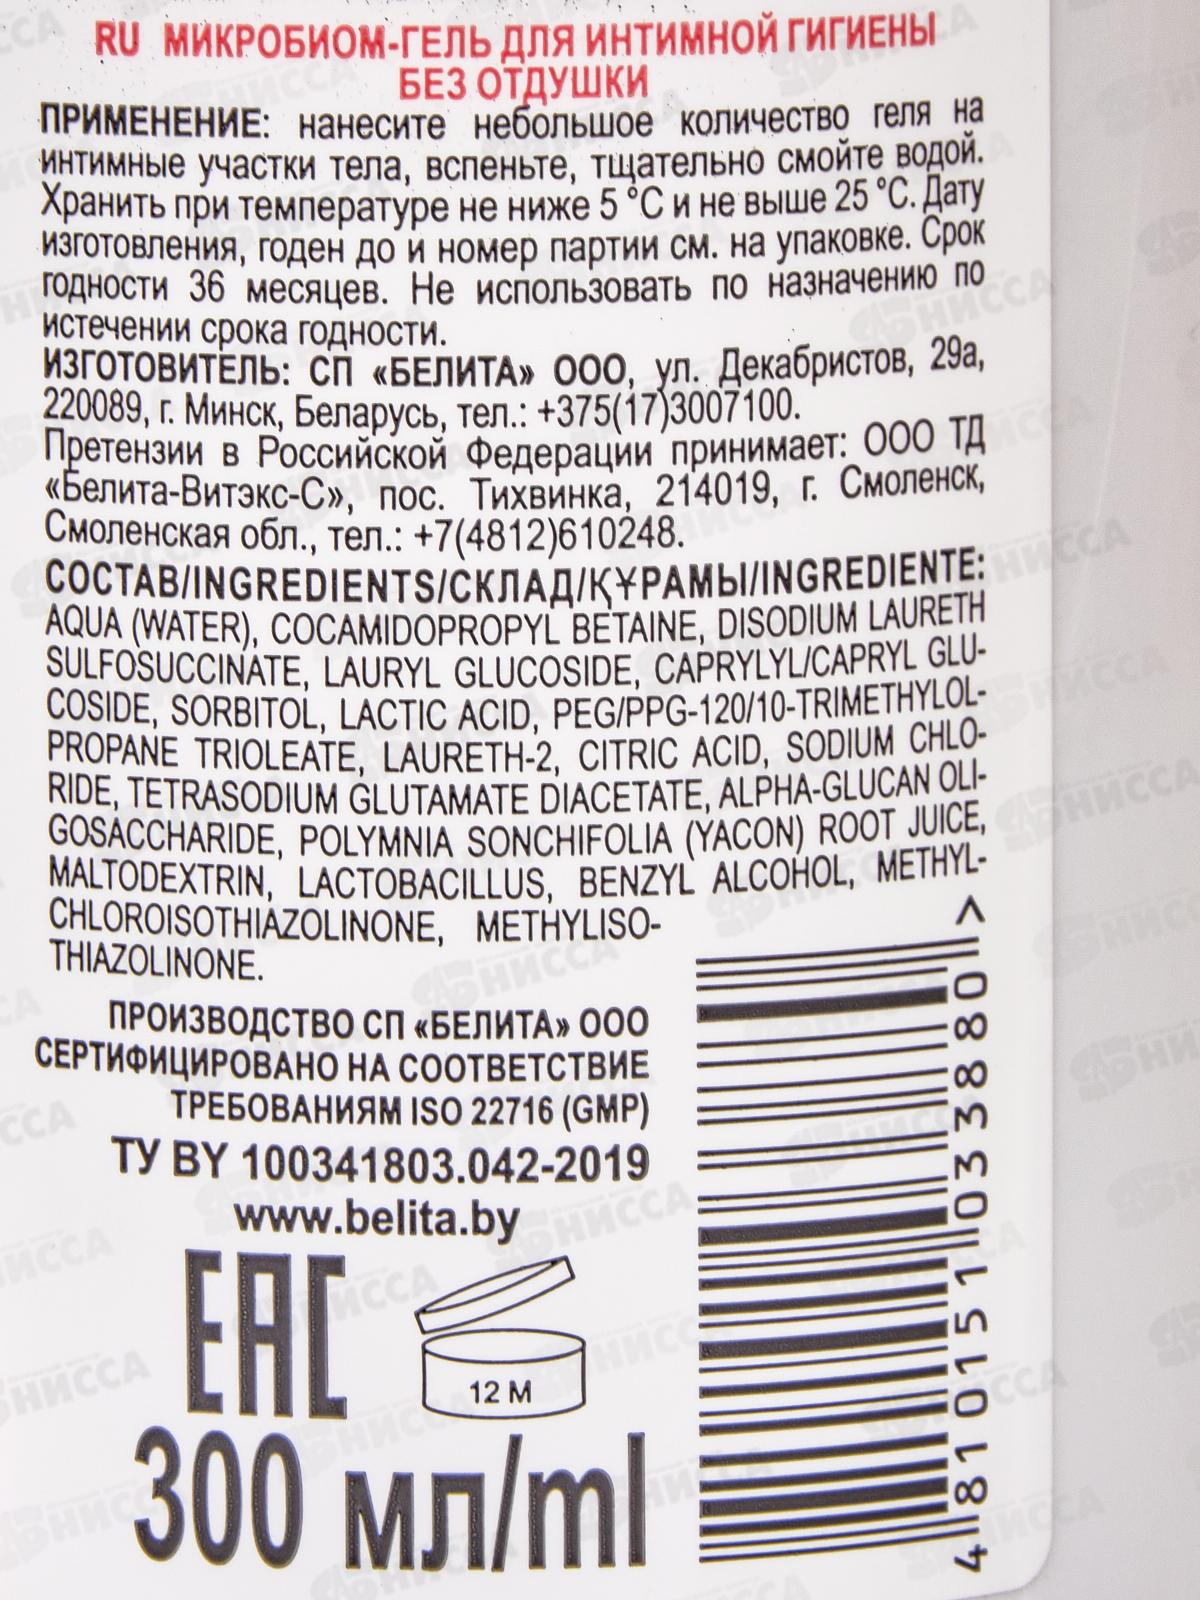 RU МИКРОБИОМ-ГЕЛЬ ДЛЯ ИНТИМНОЙ ГИГИЕНЫ
БЕЗ ОТДУШКИ
ПРИМЕНЕНИЕ: нанесите небольшое количество геля на
интимные участки тела, вспеньте, тщательно смойте водой.
Хранить при температуре не ниже 5 °С и не выше 25 °С. Дату
изготовления, годен до и номер партии см. на упаковке. Срок
годности 36 месяцев. Не использовать по назначению по
истечении срока годности.
ИЗГОТОВИТЕЛЬ: СП «БЕЛИТА» ООО, ул. Декабристов, 29а,
220089, г. Минск, Беларусь, тел.: +375(17)3007100.
Претензии в Российской Федерации принимает: ООО ТД
«Белита-Витэкс-С», пос. Тихвинка, 214019, г. Смоленск,
Смоленская обл., тел.: +7(4812)610248.
СОСТАВ/INGREDIENTS/СКЛАД/ҚҰРАМЫ/INGREDIENTE:
AQUA (WATER), COCAMIDOPROPYL BETAINE, DISODIUM LAURETH
SULFOSUCCINATE, LAURYL GLUCOSIDE, CAPRYLYL/CAPRYL GLU-
COSIDE, SORBITOL, LACTIC ACID, PEG/PPG-120/10-TRIMETHYLOL-
PROPANE TRIOLEATE, LAURETH-2, CITRIC ACID, SODIUM CHLO-
RIDE, TETRASODIUM GLUTAMATE DIACETATE, ALPHA-GLUCAN OLI-
GOSACCHARIDE, POLYMNIA SONCHIFOLIA (YACON) ROOT JUICE,
MALTODEXTRIN, LACTOBACILLUS, BENZYL ALCOHOL, METHYL-
CHLOROISOTHIAZOLINONE, METHYLISO-
THIAZOLINONE.
ПРОИЗВОДСТВО СП «БЕЛИТА» ООО
СЕРТИФИЦИРОВАНО НА СООТВЕТСТВИЕ
ТРЕБОВАНИЯМ ISO 22716 (GMP)
ТУ BY 100341803.042-2019
www.belita.by
ЕАС
12 М
300 мл/ml
4 810151 033880 >
НИССА